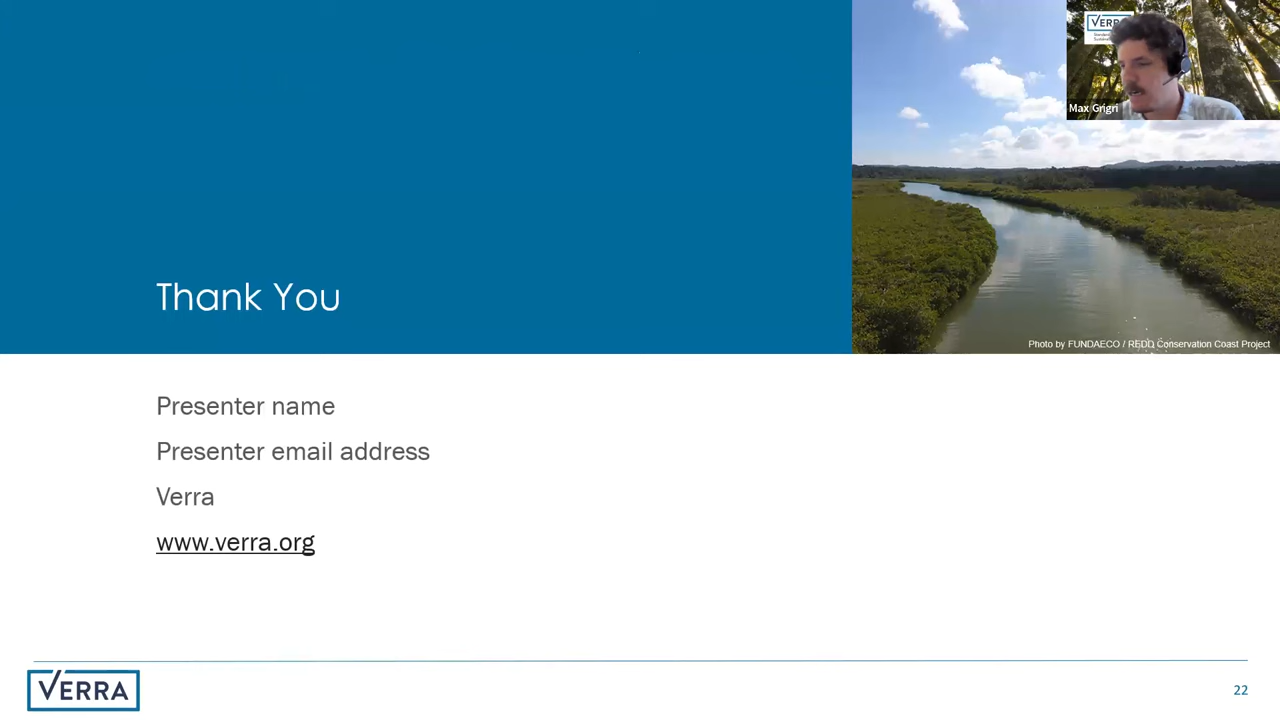 VERRA
Max Grigri
Photo by FUNDAECO / REDD Conservation Coast Project
Thank You
Presenter name
Presenter email address
Verra
www.verra.org
VERRA
22